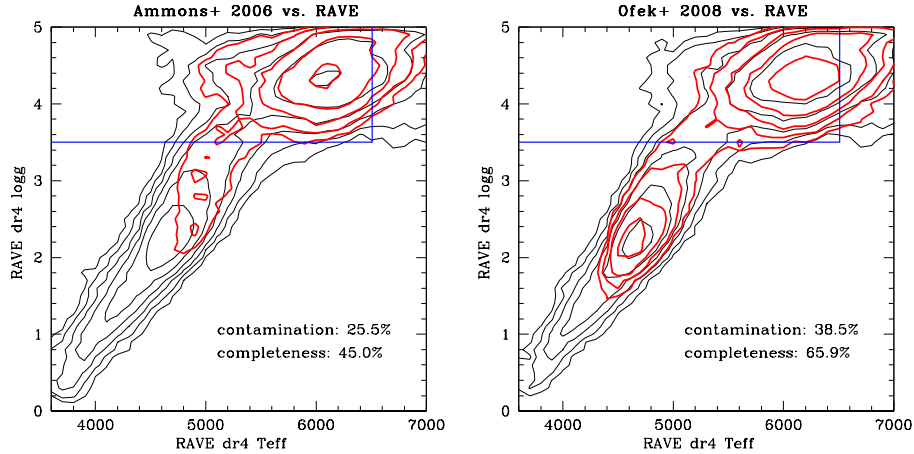 Ammons+ 2006 vs. RAVE
5
4
3
2
1
0
RAVE dr4 logg
contamination: 25.5%
completeness: 45.0%
4000 5000 6000 7000
RAVE dr4 Teff
Ofek+ 2008 vs. RAVE
5
4
3
2
1
0
RAVE dr4 logg
contamination: 38.5%
completeness: 65.9%
4000 5000 6000 7000
RAVE dr4 Teff